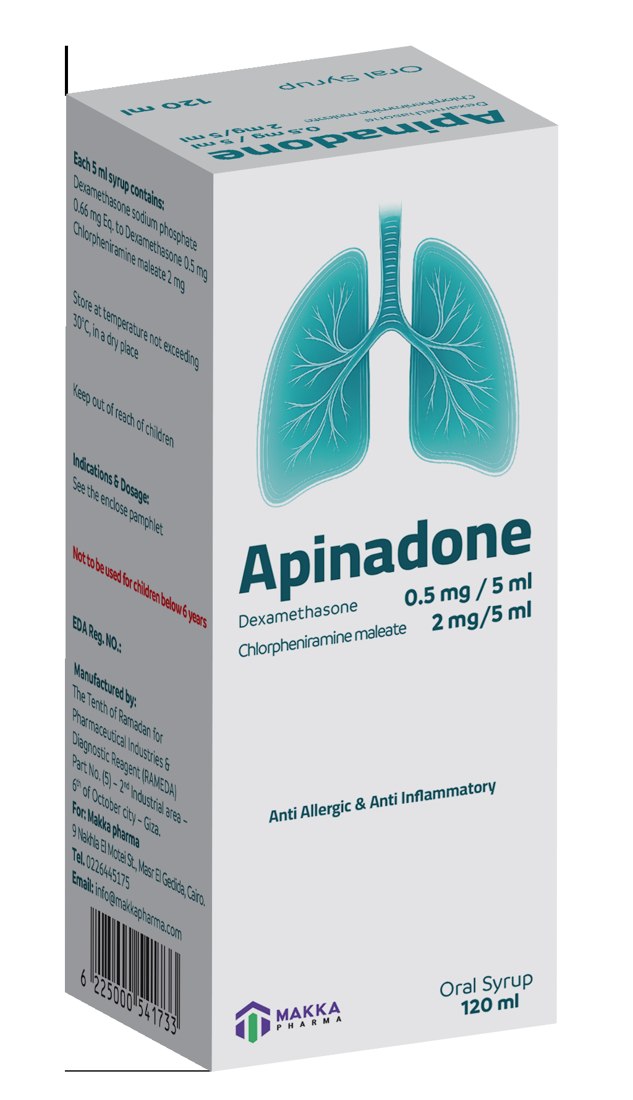 Oral Syrup
120 ml
Dexamethasone 0.5 mg / 5 ml
Chlorpheniramine maleate 2 mg/5 ml
Apinadone
Each 5 ml syrup contains:
Dexamethasone sodium phosphate
0.66 mg Eq. to Dexamethasone 0.5 mg
Chlorpheniramine maleate 2 mg
Store at temperature not exceeding
30°C, in a dry place
Keep out of reach of children
Indications & Dosage:
See the enclose pamphlet
Not to be used for children below 6 years
EDA Reg. NO.:
Manufactured by:
The Tenth of Ramadan for
Pharmaceutical Industries &
Diagnostic Reagent (RAMEDA)
Part No. (5) – 2nd Industrial area –
6th of October city – Giza.
For: Makka pharma
9 Nakhla El Motei St., Masr El Gedida, Cairo.
Tel. 0226445175
Email: info@makkapharma.com
6 225000 541733
Apinadone
Dexamethasone 0.5 mg / 5 ml
Chlorpheniramine maleate 2 mg/5 ml
Anti Allergic & Anti Inflammatory
MAKKA
PHARMA
Oral Syrup
120 ml